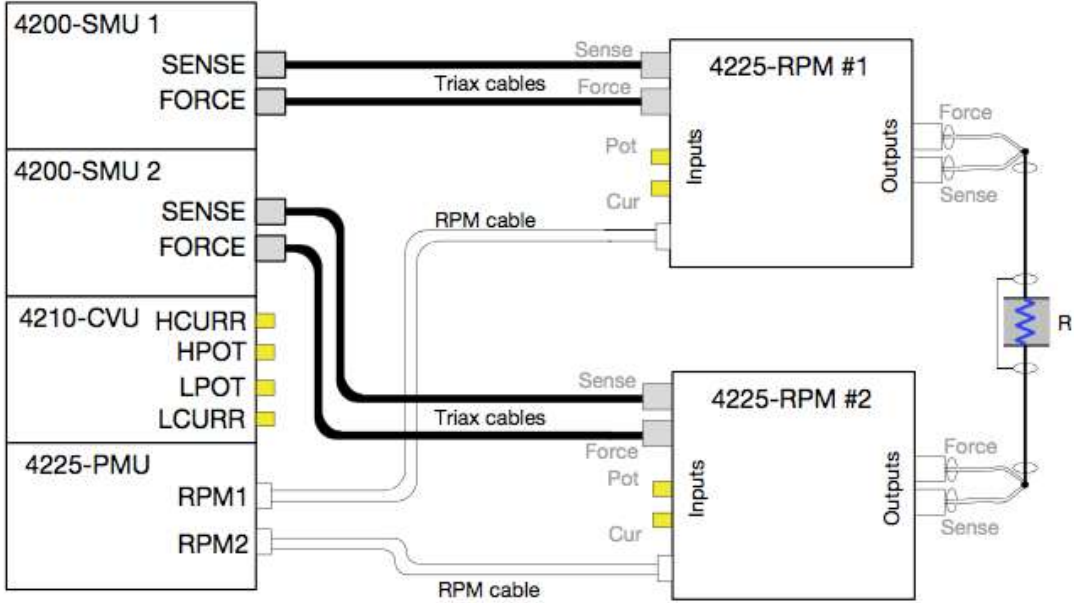 4200-SMU 1
SENSE
FORCE
4200-SMU 2
SENSE
FORCE
4210-CVU HCURR
HPOT
LPOT
LCURR
4225-PMU
RPM1
RPM2
Sense
Triax cables
Force
Pot
Cur
RPM cable
4225-RPM #1
Inputs
Outputs
Force
Sense
R
Sense
Triax cables
Force
Pot
Cur
RPM cable
4225-RPM #2
Inputs
Outputs
Force
Sense